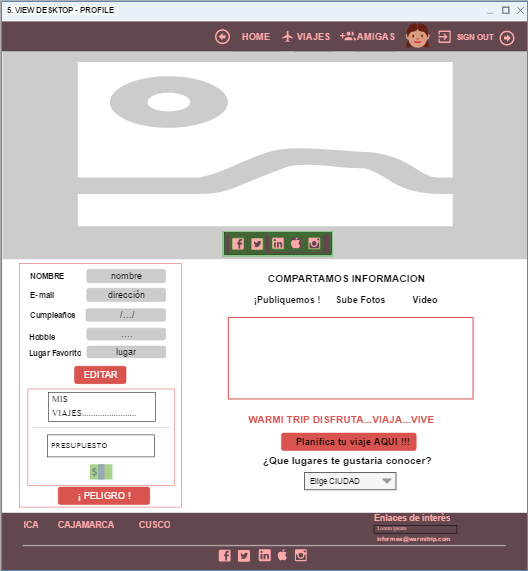 5. VIEW DESKTOP - PROFILE
HOME VIAJES AMIGAS SIGN OUT
NOMBRE nombre
E- mail direcciòn
Cumpleaños /.../
Hobbie ....
Lugar Favorito lugar
EDITAR
MIS
VIAJES........................
PRESUPUESTO
$
¡ PELIGRO !
COMPARTAMOS INFORMACION
¡Publiquemos ! Sube Fotos Video
WARMI TRIP DISFRUTA...VIAJA...VIVE
Planifica tu viaje AQUI !!!
¿Que lugares te gustaria conocer?
Elige CIUDAD
ICA CAJAMARCA CUSCO
Enlaces de interès
Lorem ipsum
informes@warmitrip.com